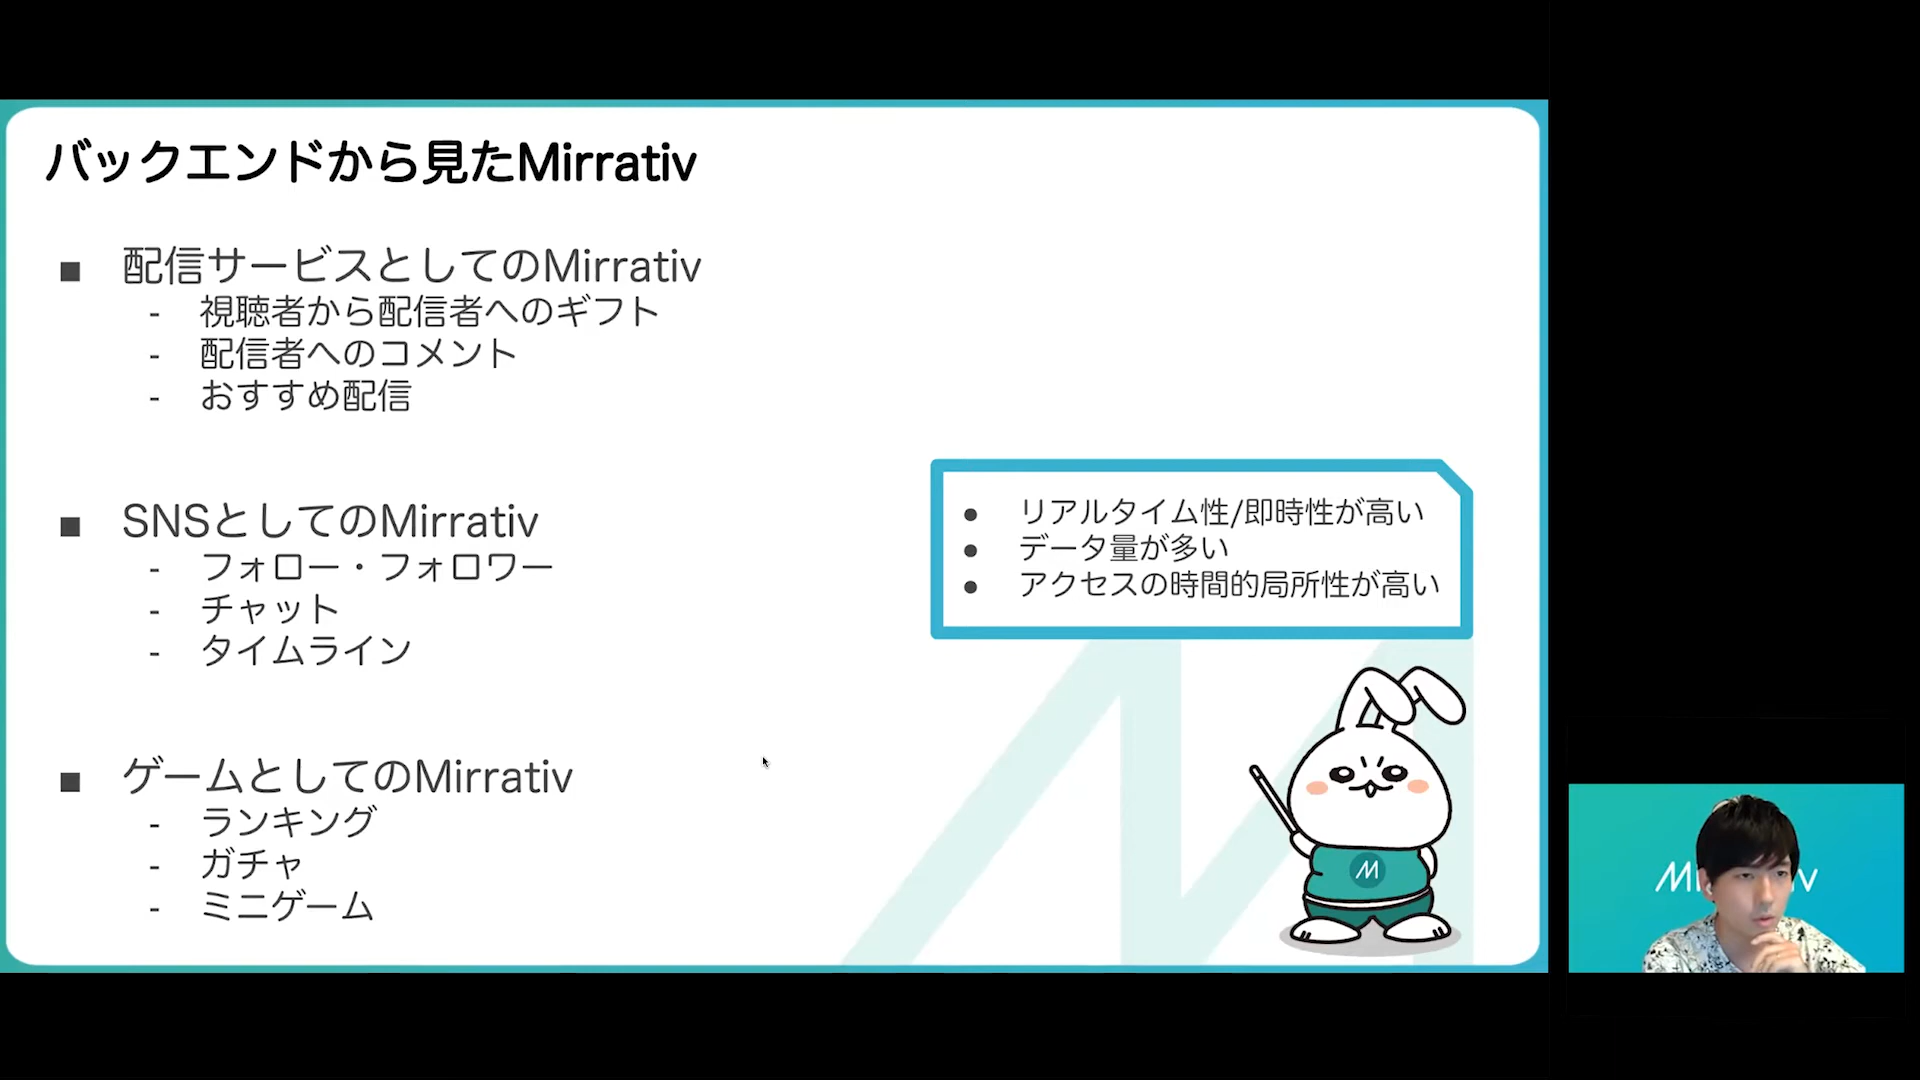 バックエンドから見たMirrativ
■ 配信サービスとしてのMirrativ
- 視聴者から配信者へのギフト
- 配信者へのコメント
- おすすめ配信
■ SNSとしてのMirrativ
- フォロー・フォロワー
- チャット
- タイムライン
■ ゲームとしてのMirrativ
- ランキング
- ガチャ
- ミニゲーム
● リアルタイム性/即時性が高い
● データ量が多い
● アクセスの時間的局所性が高い
M